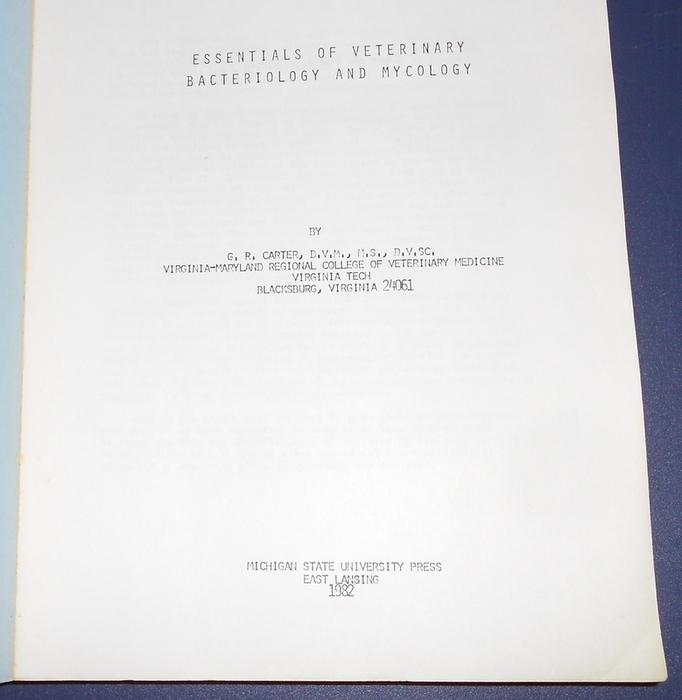 ESSENTIALS OF VETERINARY
BACTERIOLOGY AND MYCOLOGY
BY
G. R. CARTER, D.V.M., M.S., D.V.SC.
VIRGINIA-MARYLAND REGIONAL COLLEGE OF VETERINARY MEDICINE
VIRGINIA TECH
BLACKSBURG, VIRGINIA 24061
MICHIGAN STATE UNIVERSITY PRESS
EAST LANSING
1982